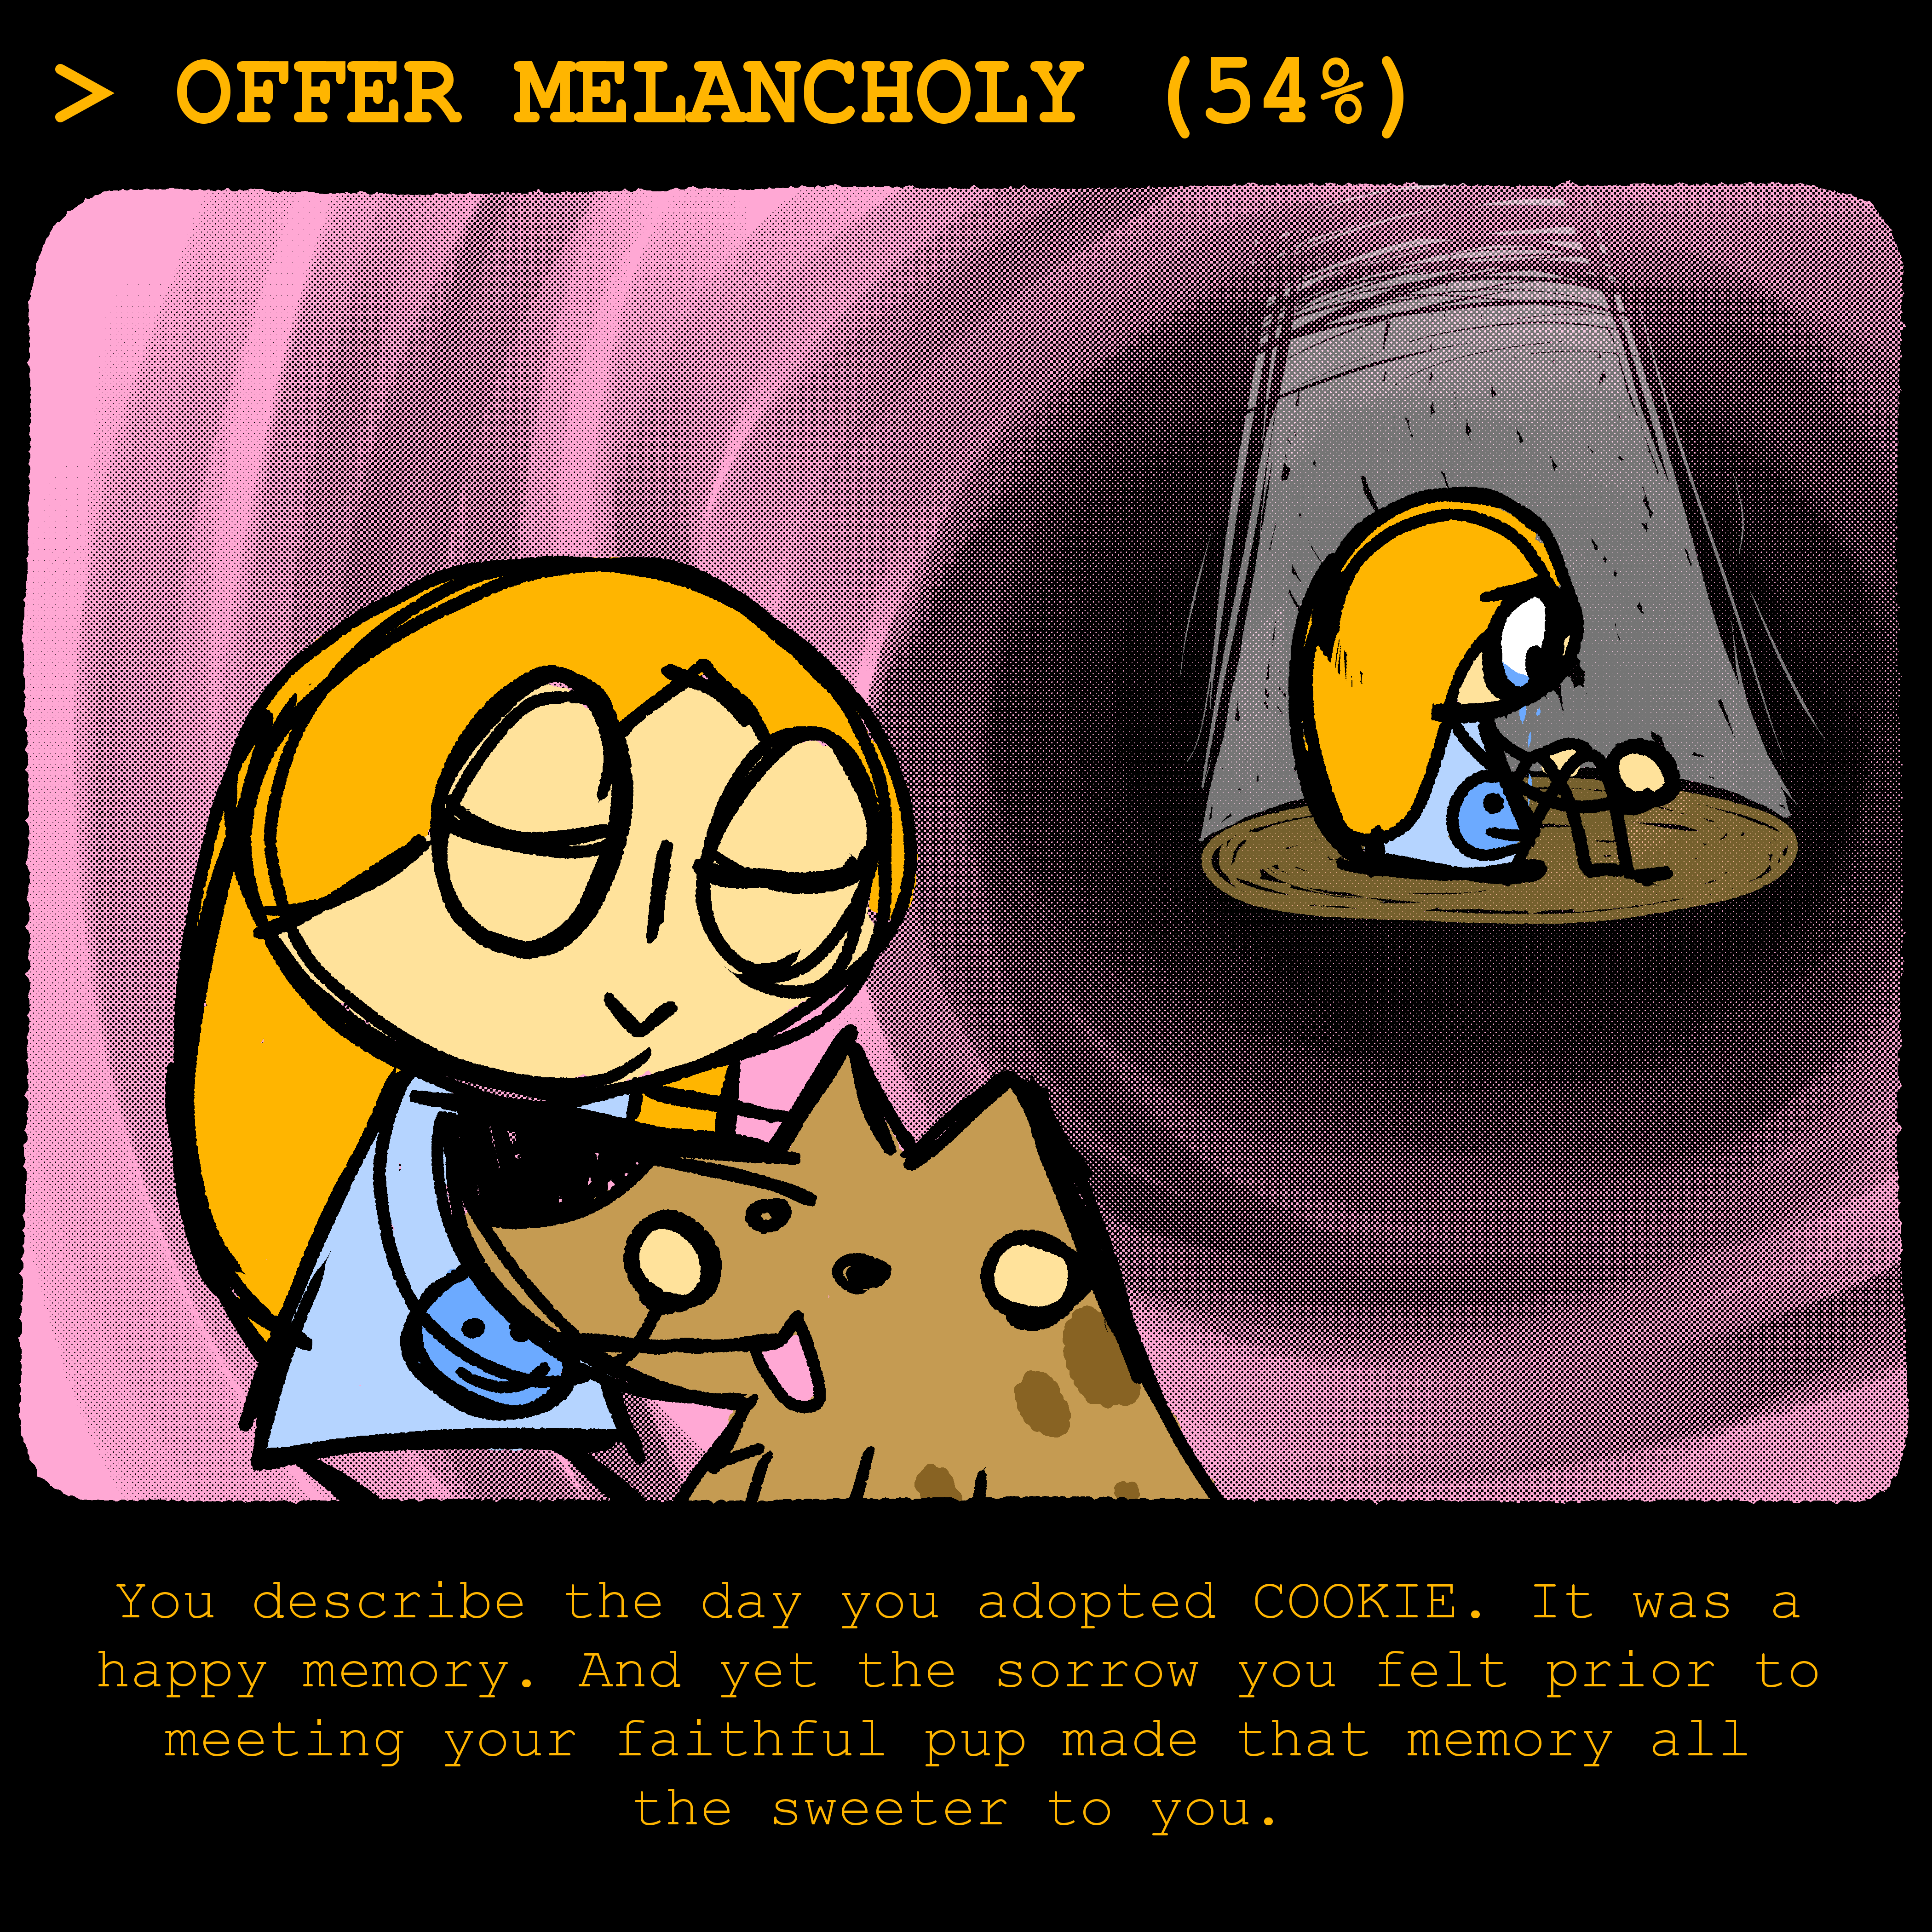 > OFFER MELANCHOLY (54%)
You describe the day you adopted COOKIE. It was a
happy memory. And yet the sorrow you felt prior to
meeting your faithful pup made that memory all
the sweeter to you.